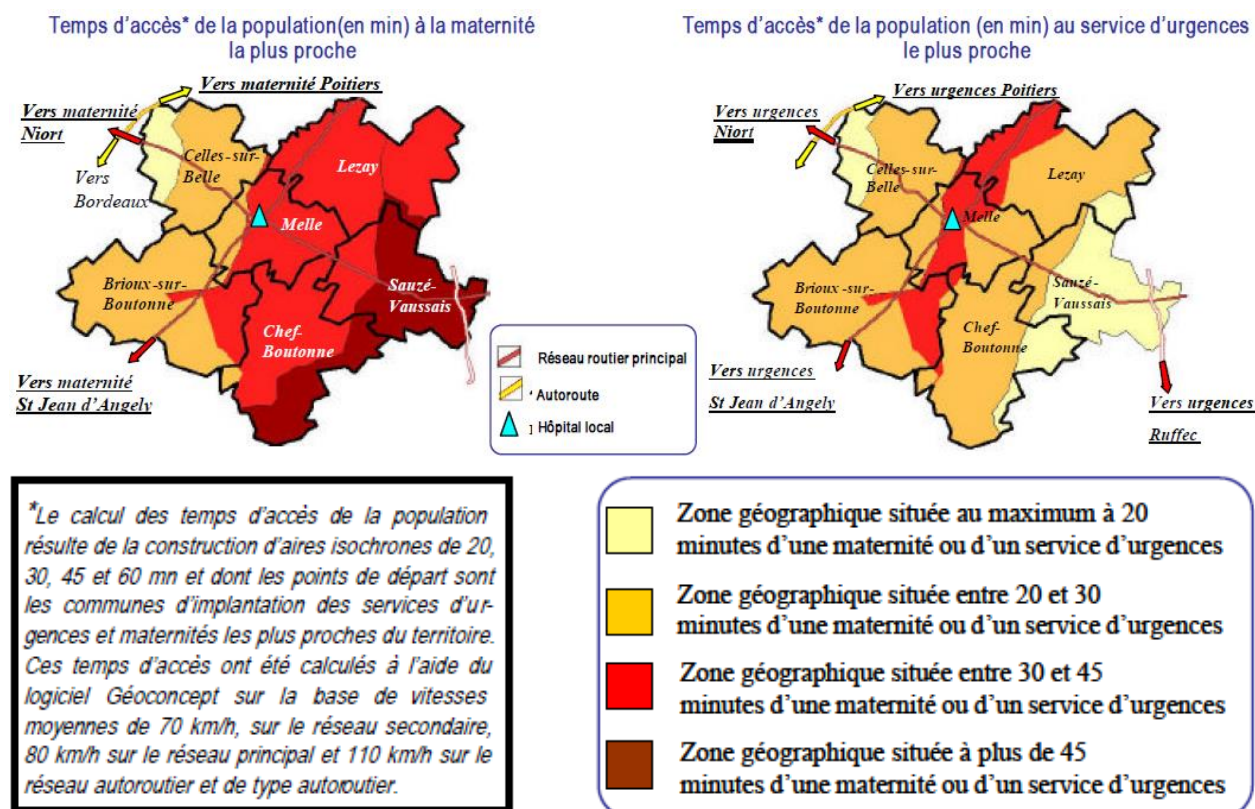 Temps d'accès* de la population(en min) à la maternité
la plus proche
Vers maternité Poitiers
Vers maternité
Niort
Celles-sur-
Belle
Vers
Bordeaux
Lezay
Melle
Brioux-sur-
Boutonne
Sauzé-
Vaussais
Chef-
Boutonne
Vers maternité
St Jean d'Angely
Temps d'accès* de la population (en min) au service d'urgences
le plus proche
Vers urgences Poitiers
Vers urgences
Niort
Celles-sur-
Belle
Lezay
Melle
Brioux-sur-
Boutonne
Sauzé-
Vaussais
Chef-
Boutonne
Vers urgences
St Jean d'Angely
Vers urgences
Ruffec
Réseau routier principal
Autoroute
Hôpital local
*Le calcul des temps d'accès de la population
résulte de la construction d'aires isochrones de 20,
30, 45 et 60 mn et dont les points de départ sont
les communes d'implantation des services d'ur-
gences et maternités les plus proches du territoire.
Ces temps d'accès ont été calculés à l'aide du
logiciel Géoconcept sur la base de vitesses
moyennes de 70 km/h, sur le réseau secondaire,
80 km/h sur le réseau principal et 110 km/h sur le
réseau autoroutier et de type autoroutier.
Zone géographique située au maximum à 20
minutes d'une maternité ou d'un service d'urgences
Zone géographique située entre 20 et 30
minutes d'une maternité ou d'un service d'urgences
Zone géographique située entre 30 et 45
minutes d'une maternité ou d'un service d'urgences
Zone géographique située à plus de 45
minutes d'une maternité ou d'un service d'urgences